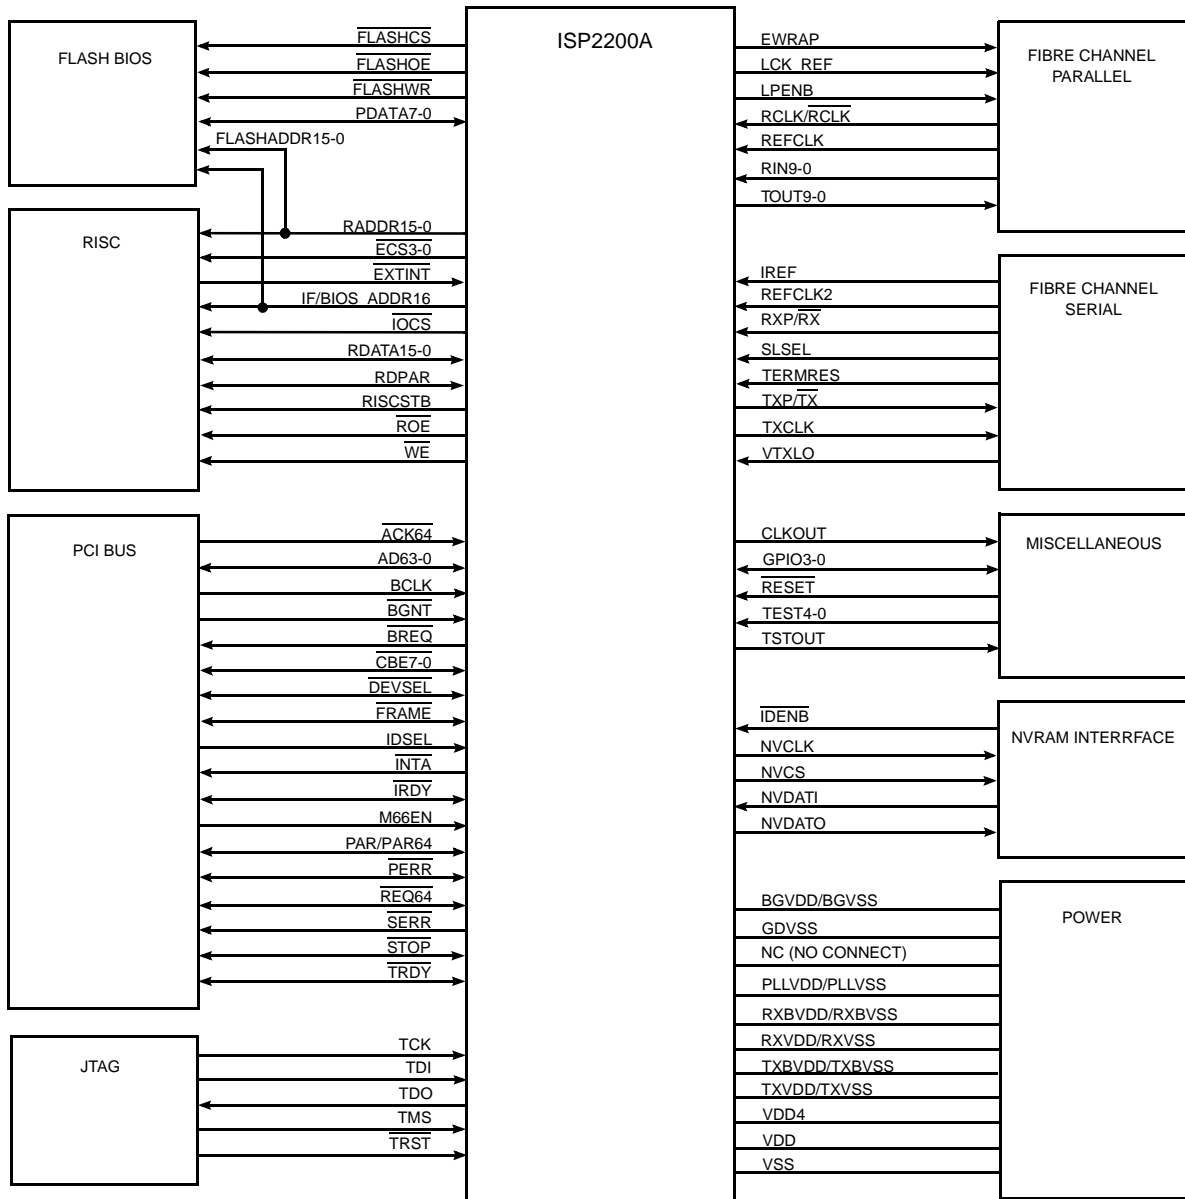 ISP2200A
FLASH BIOS
FLASHCS
FLASHOE
FLASHWR
PDATA7-0
FLASHADDR15-0
RISC
RADDR15-0
ECS3-0
EXTINT
IF/BIOS_ADDR16
IOCS
RDATA15-0
RDPAR
RISCSTB
ROE
WE
PCI BUS
ACK64
AD63-0
BCLK
BGNT
BREQ
CBE7-0
DEVSEL
FRAME
IDSEL
INTA
IRDY
M66EN
PAR/PAR64
PERR
REQ64
SERR
STOP
TRDY
JTAG
TCK
TDI
TDO
TMS
TRST
EWRAP
LCK_REF
LPENB
RCLK/RCLK
REFCLK
RIN9-0
TOUT9-0
FIBRE CHANNEL
PARALLEL
IREF
REFCLK2
RXP/RX
SLSEL
TERMRES
TXP/TX
TXCLK
VTXLO
FIBRE CHANNEL
SERIAL
CLKOUT
GPIO3-0
RESET
TEST4-0
TSTOUT
MISCELLANEOUS
IDENB
NVCLK
NVCS
NVDATI
NVDATO
NVRAM INTERRFACE
BGVDD/BGVSS
GDVSS
NC (NO CONNECT)
PLLVDD/PLLVSS
RXBVDD/RXBVSS
RXVDD/RXVSS
TXBVDD/TXBVSS
TXVDD/TXVSS
VDD4
VDD
VSS
POWER